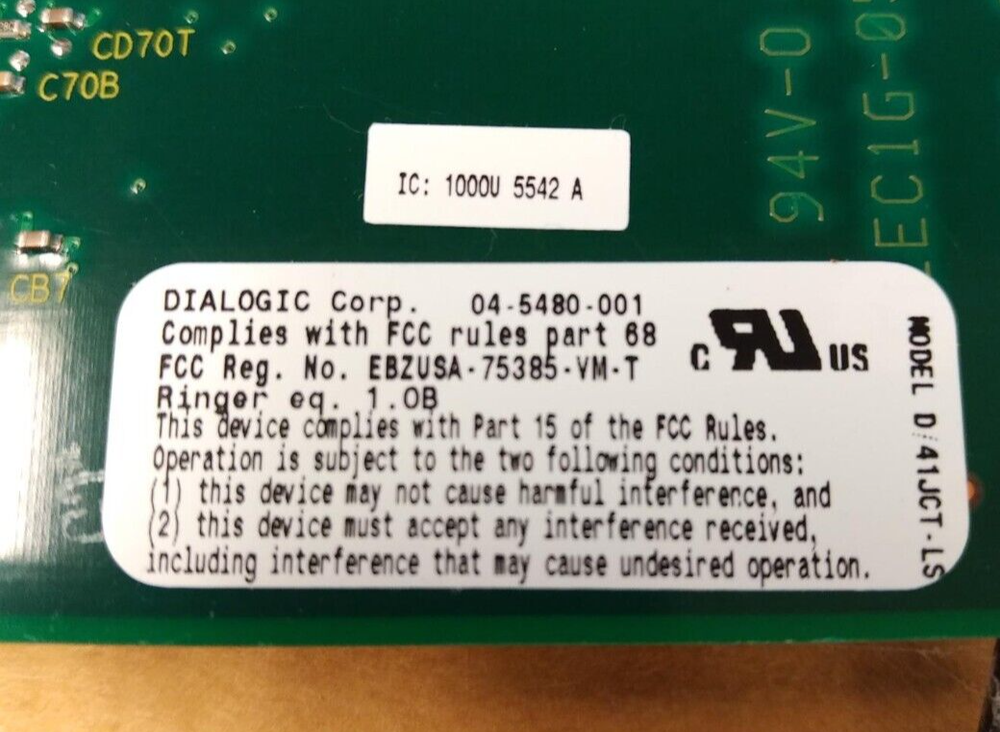 CD70T
C70B
IC: 1000U 5542 A
94V-0
EC1G-0
CB7
DIALOGIC Corp. 04-5480-001
Complies with FCC rules part 68
FCC Reg. No. EBZUSA-75385-VM-T
Ringer eq. 1.0B
This device complies with Part 15 of the FCC Rules.
Operation is subject to the two following conditions:
(1) this device may not cause harmful interference, and
(2) this device must accept any interference received,
including interference that may cause undesired operation.
C RU US
MODEL D/41JCT-LS